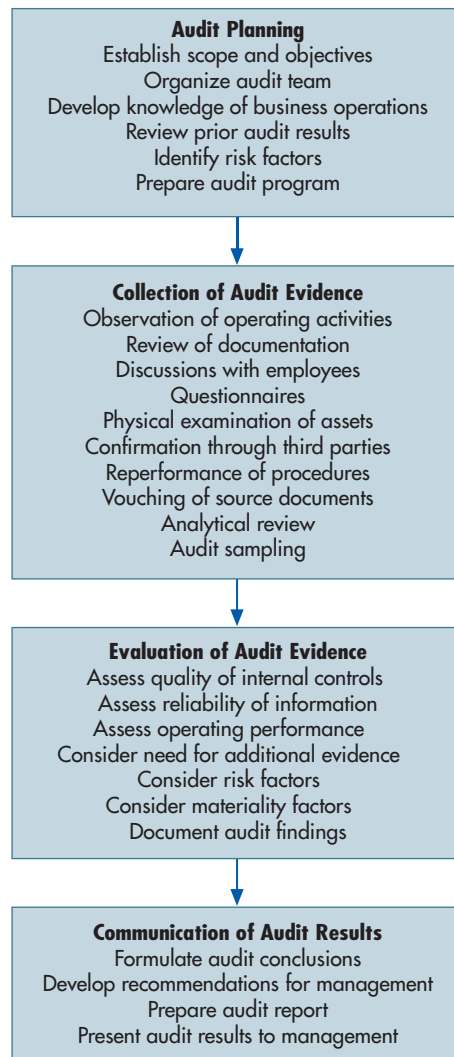 Audit Planning
Establish scope and objectives
Organize audit team
Develop knowledge of business operations
Review prior audit results
Identify risk factors
Prepare audit program
Collection of Audit Evidence
Observation of operating activities
Review of documentation
Discussions with employees
Questionnaires
Physical examination of assets
Confirmation through third parties
Reperformance of procedures
Vouching of source documents
Analytical review
Audit sampling
Evaluation of Audit Evidence
Assess quality of internal controls
Assess reliability of information
Assess operating performance
Consider need for additional evidence
Consider risk factors
Consider materiality factors
Document audit findings
Communication of Audit Results
Formulate audit conclusions
Develop recommendations for management
Prepare audit report
Present audit results to management